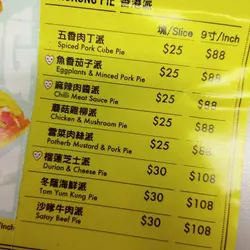 PIE 香港派
塊/Slice 9寸/Inch
五香肉丁派 $25 $88
Spiced Pork Cube Pie
魚香茄子派 $25 $88
Eggplants & Minced Pork Pie
麻辣肉醬派 $25 $88
Chilli Meat Sauce Pie
蘑菇雞柳派 $25 $88
Chicken & Mushroom Pie
雪菜肉絲派 $25 $88
Potherb Mustard & Pork Pie
榴槤芝士派 $30 $108
Durian & Cheese Pie
冬蔭海鮮派 $30 $108
Tom Yum Kung Pie
沙嗲牛肉派 $30 $108
Satay Beef Pie
/Inch